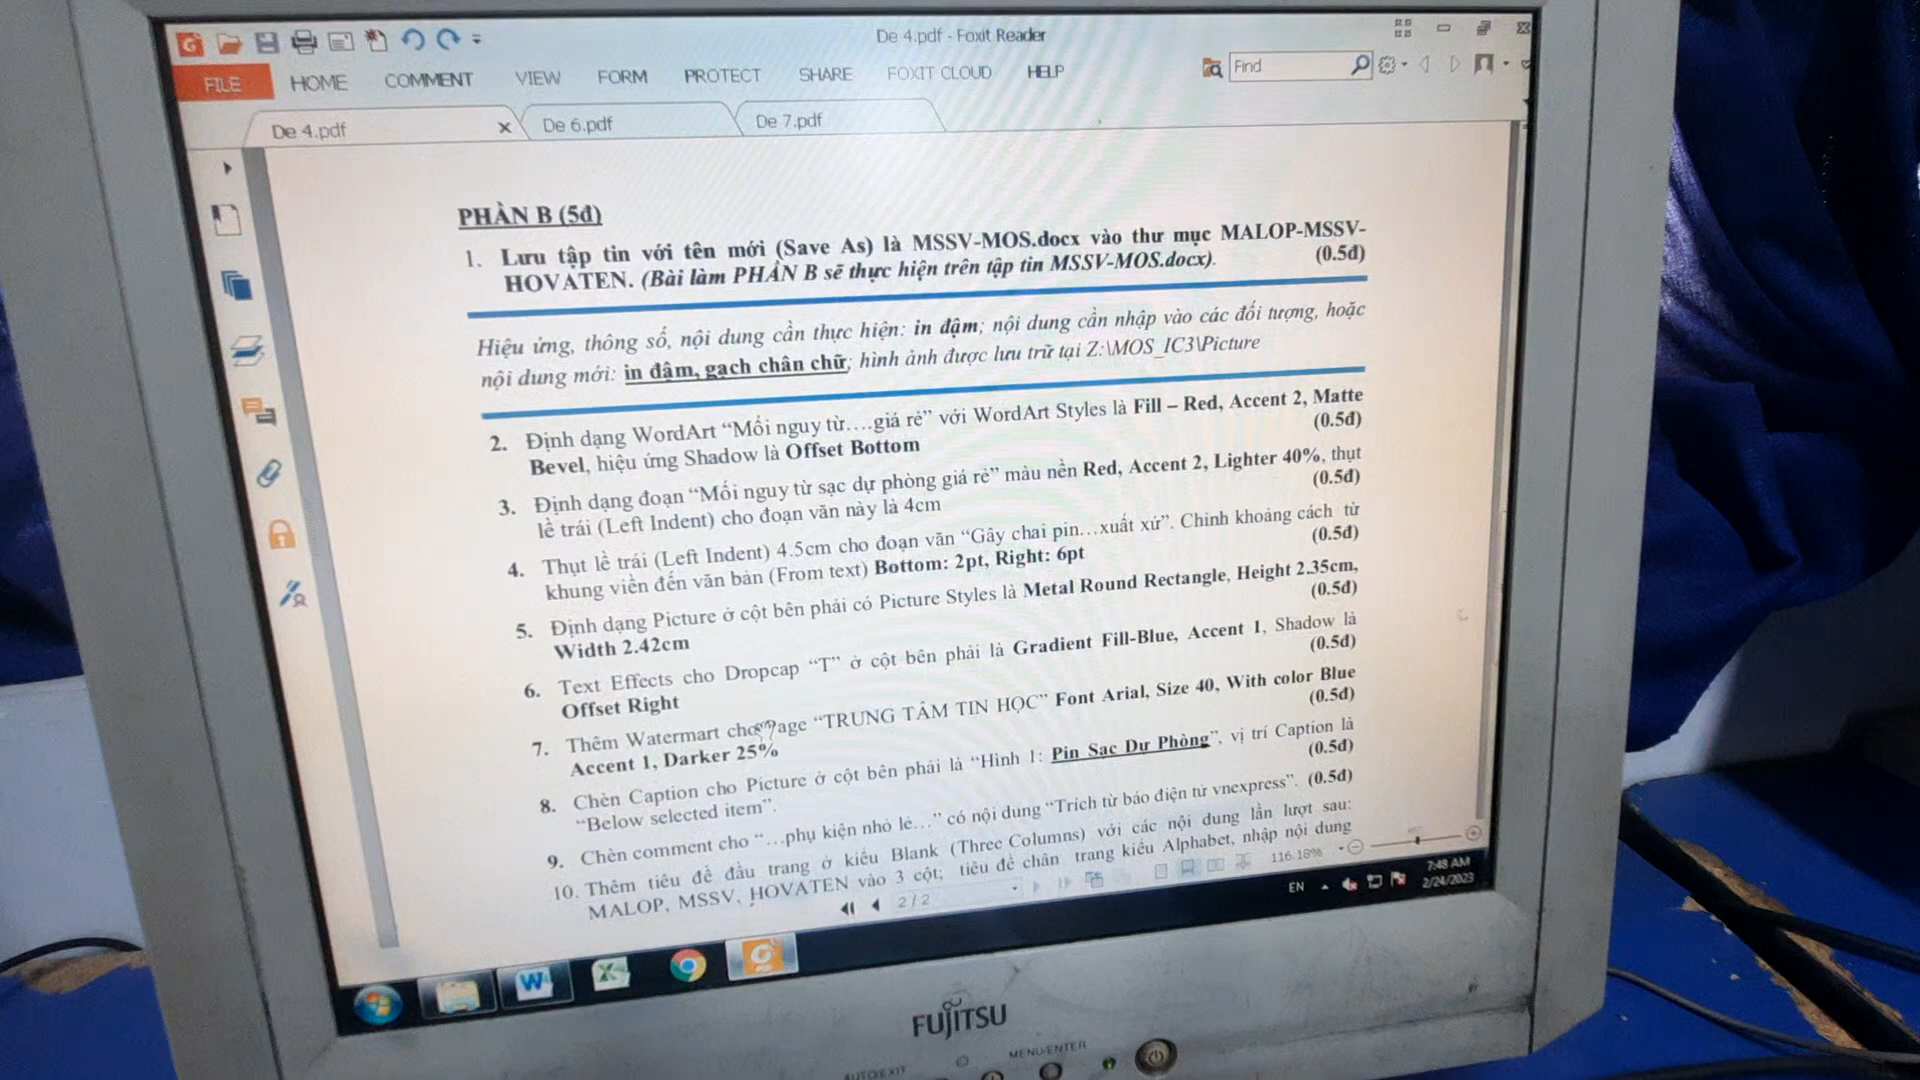 De 4.pdf - Foxit Reader
FILE HOME COMMENT VIEW FORM PROTECT SHARE FOXIT CLOUD HELP Find
De 4.pdf De 6.pdf De 7.pdf
PHẦN B (5đ)
1. Lưu tập tin với tên mới (Save As) là MSSV-MOS.docx vào thư mục MALOP-MSSV-
HOVATEN. (Bài làm PHẦN B sẽ thực hiện trên tập tin MSSV-MOS.docx). (0.5đ)
Hiệu ứng, thông số, nội dung cần thực hiện: in đậm; nội dung cần nhập vào các đối tượng, hoặc
nội dung mới: in đậm, gạch chân chữ; hình ảnh được lưu trữ tại Z:\MOS_IC3\Picture
2. Định dạng WordArt “Mối nguy từ….giá rẻ” với WordArt Styles là Fill – Red, Accent 2, Matte
Bevel, hiệu ứng Shadow là Offset Bottom (0.5đ)
3. Định dạng đoạn “Mối nguy từ sạc dự phòng giá rẻ” màu nền Red, Accent 2, Lighter 40%, thụt
lề trái (Left Indent) cho đoạn văn này là 4cm (0.5đ)
4. Thụt lề trái (Left Indent) 4.5cm cho đoạn văn “Gây chai pin…xuất xứ”. Chỉnh khoảng cách từ
khung viền đến văn bản (From text) Bottom: 2pt, Right: 6pt (0.5đ)
5. Định dạng Picture ở cột bên phải có Picture Styles là Metal Round Rectangle, Height 2.35cm,
Width 2.42cm (0.5đ)
6. Text Effects cho Dropcap “T” ở cột bên phải là Gradient Fill-Blue, Accent 1, Shadow là
Offset Right (0.5đ)
7. Thêm Watermart cho Page “TRUNG TÂM TIN HỌC” Font Arial, Size 40, With color Blue
Accent 1, Darker 25% (0.5đ)
8. Chèn Caption cho Picture ở cột bên phải là “Hình 1: Pin Sạc Dự Phòng”, vị trí Caption là
“Below selected item”. (0.5đ)
9. Chèn comment cho “…phụ kiện nhỏ lẻ…” có nội dung “Trích từ báo điện tử vnexpress”. (0.5đ)
10. Thêm tiêu đề đầu trang ở kiểu Blank (Three Columns) với các nội dung lần lượt sau:
MALOP, MSSV, HOVATEN vào 3 cột; tiêu đề chân trang kiểu Alphabet, nhập nội dung
2 / 2 116.18%
EN 7:48 AM
2/24/2023
FUJITSU
AUTO/EXIT MENU/ENTER